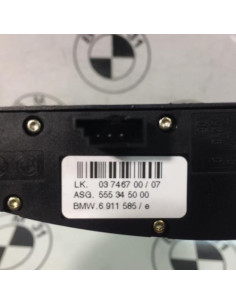 LK. 03 7467 00 / 07
ASG. 555 34 50 00
BMW. 6 911 585 / e